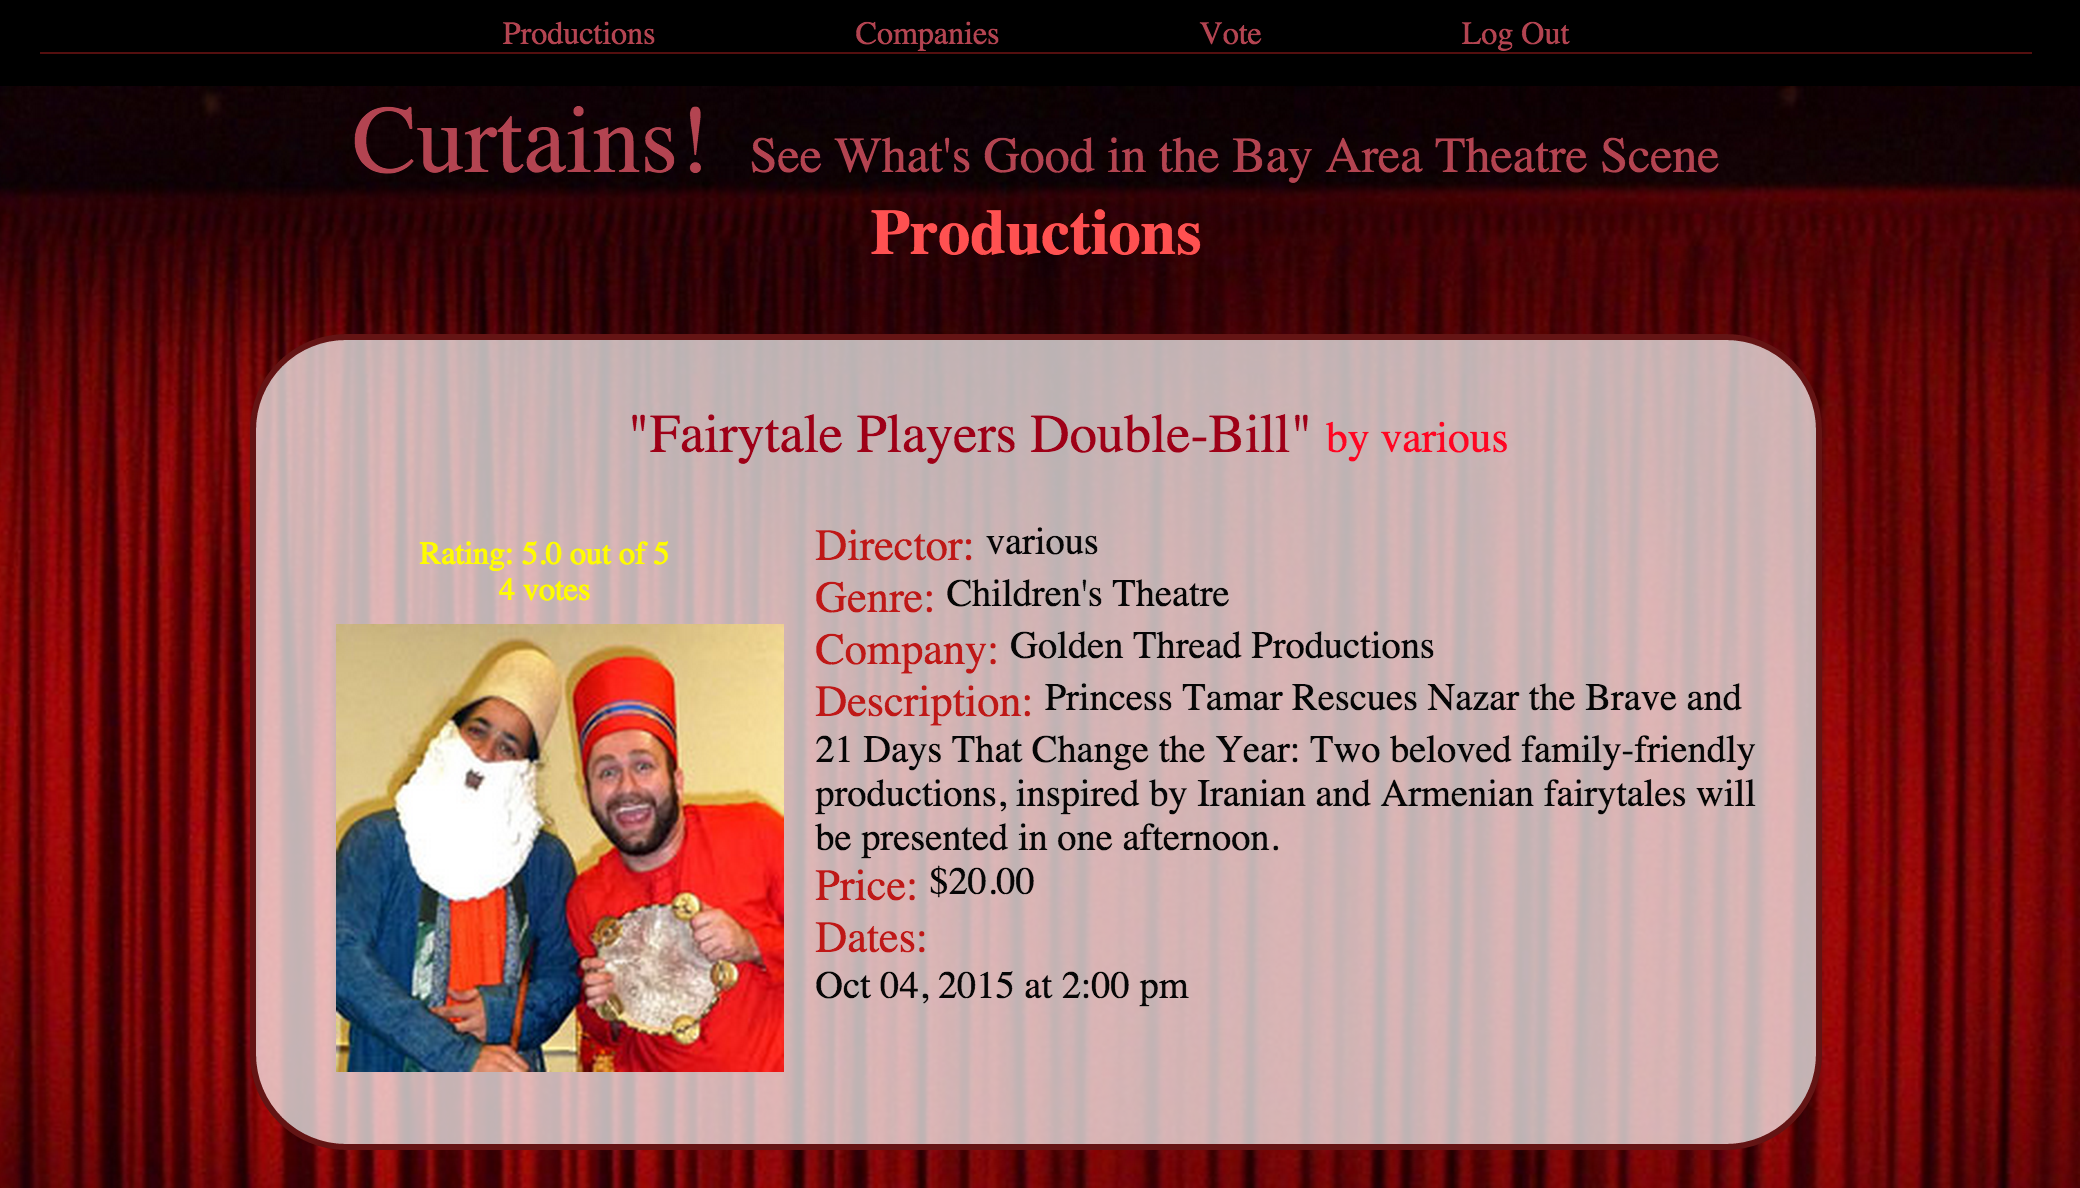 Productions Companies Vote Log Out
Curtains! See What's Good in the Bay Area Theatre Scene
Productions
"Fairytale Players Double-Bill" by various
Rating: 5.0 out of 5
4 votes
Director: various
Genre: Children's Theatre
Company: Golden Thread Productions
Description: Princess Tamar Rescues Nazar the Brave and
21 Days That Change the Year: Two beloved family-friendly
productions, inspired by Iranian and Armenian fairytales will
be presented in one afternoon.
Price: $20.00
Dates:
Oct 04, 2015 at 2:00 pm